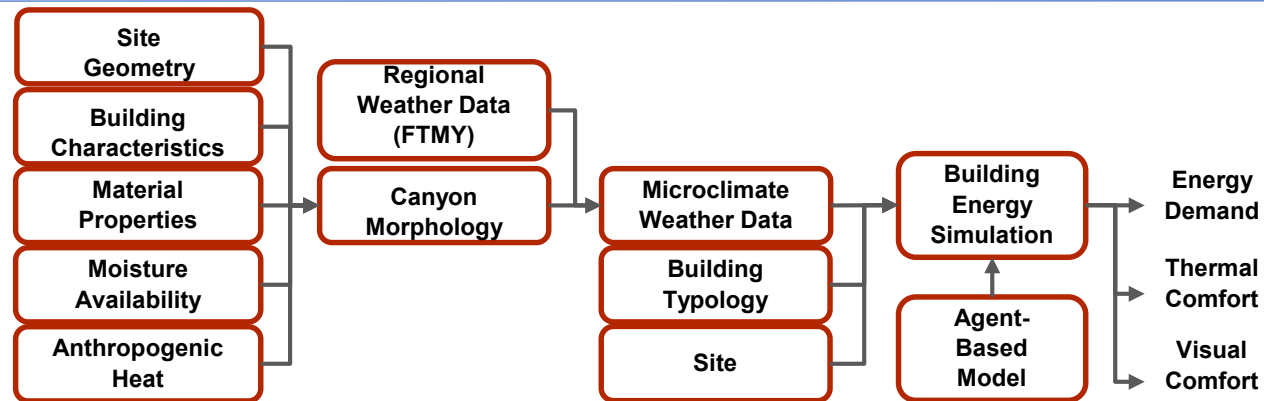 Site
Geometry
Building
Characteristics
Material
Properties
Moisture
Availability
Anthropogenic
Heat
Regional
Weather Data
(FTMY)
Canyon
Morphology
Microclimate
Weather Data
Building
Typology
Site
Building
Energy
Simulation
Agent-
Based
Model
Energy
Demand
Thermal
Comfort
Visual
Comfort